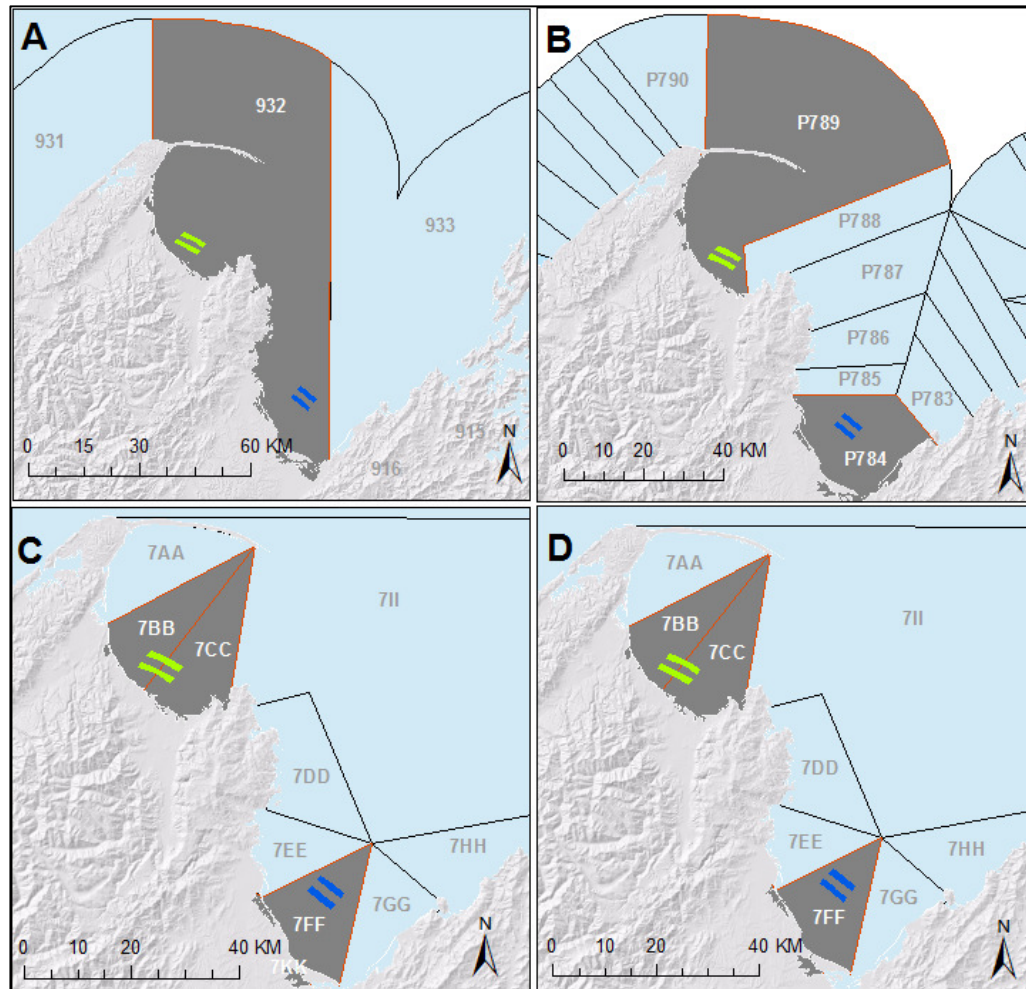 A
932
931
933
915
916
0 15 30 60 KM
N
B
P790
P789
P788
P787
P786
P785
P783
P784
0 10 20 40 KM
N
C
7AA
7II
7BB
7CC
7DD
7EE
7HH
7GG
7FF
7KK
0 10 20 40 KM
N
D
7AA
7II
7BB
7CC
7DD
7EE
7HH
7GG
7FF
0 10 20 40 KM
N